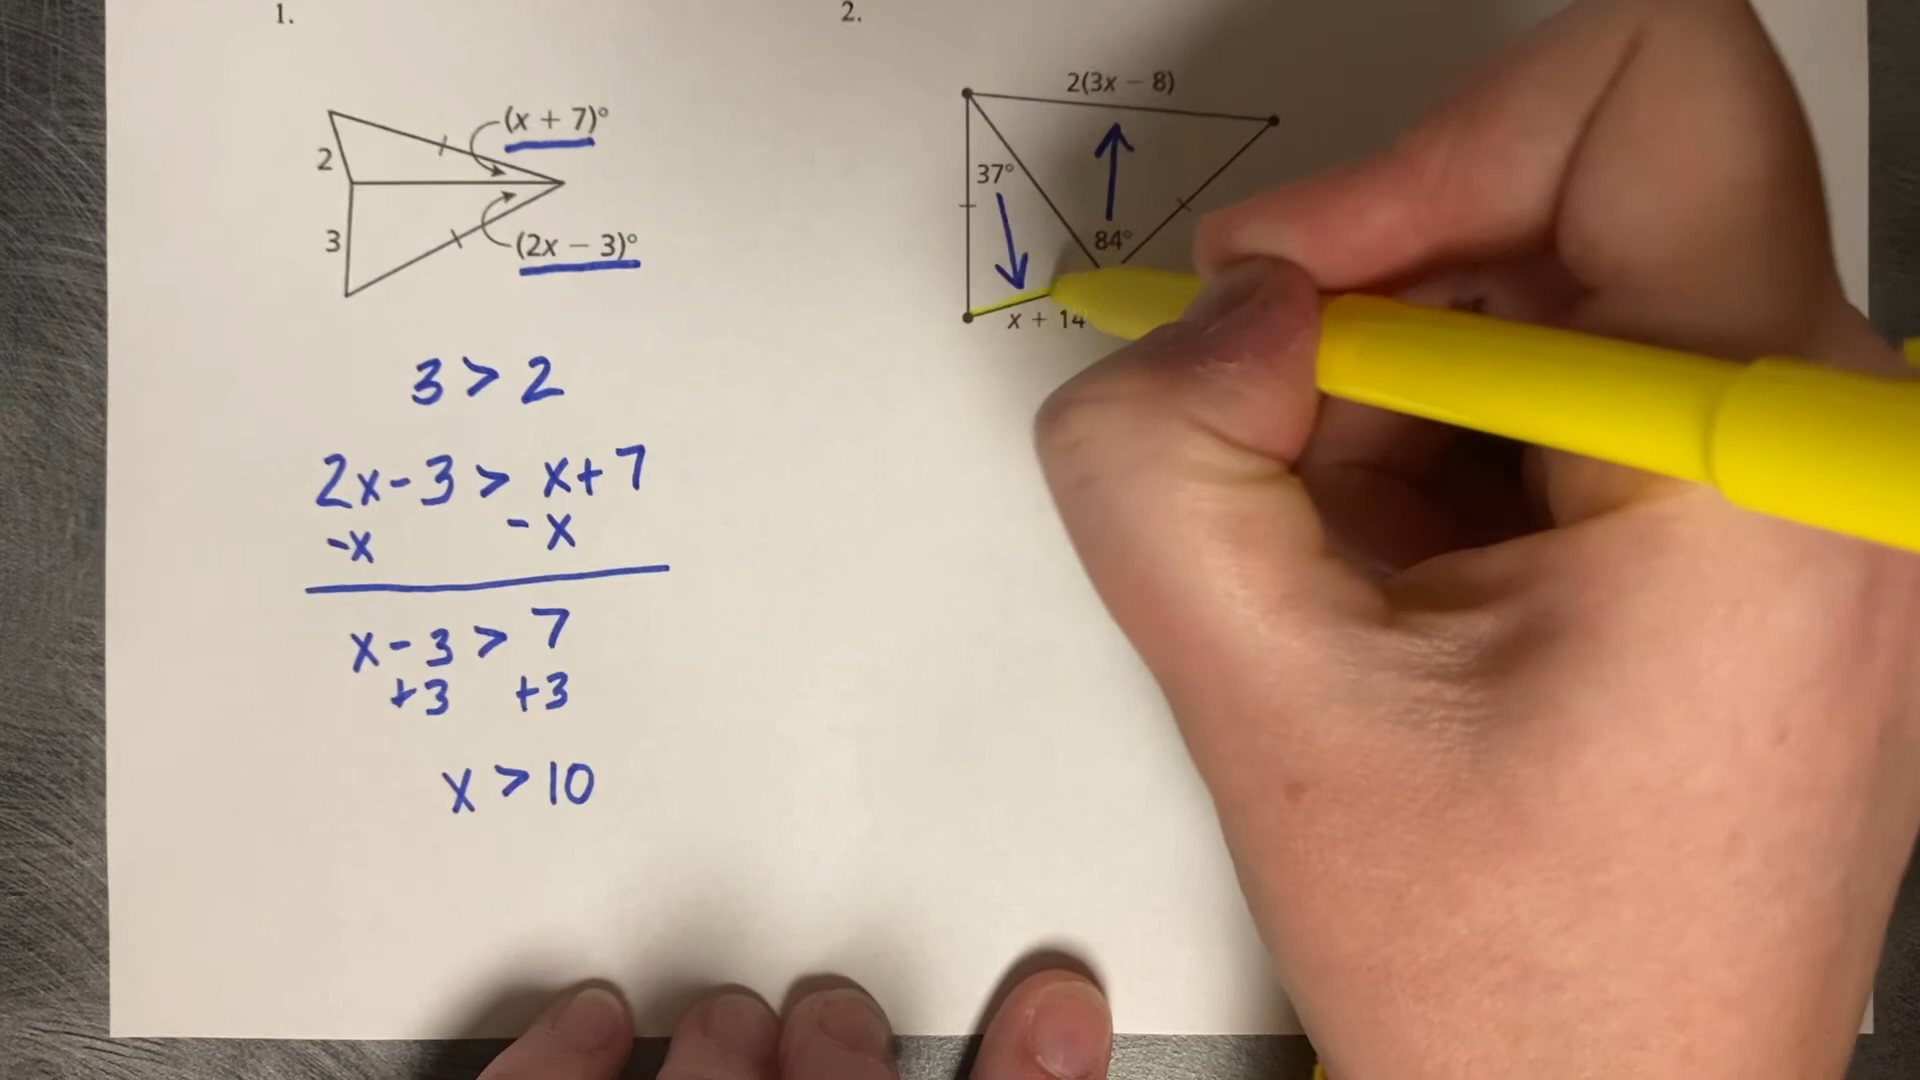 1.
2.
(x + 7)°
2
3
(2x – 3)°
2(3x – 8)
37°
84°
x + 14
3 > 2
2x-3 > x+7
-x -x
x-3 > 7
+3 +3
x > 10